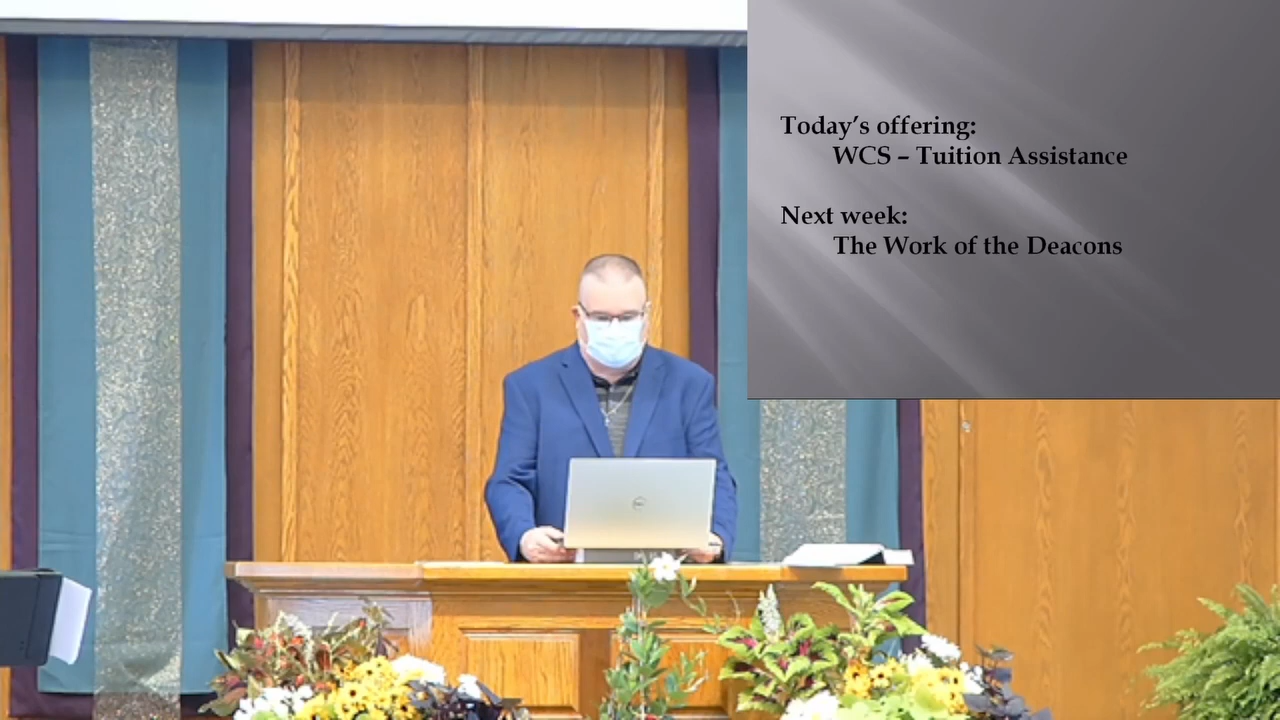 Today's offering:
WCS – Tuition Assistance
Next week:
The Work of the Deacons